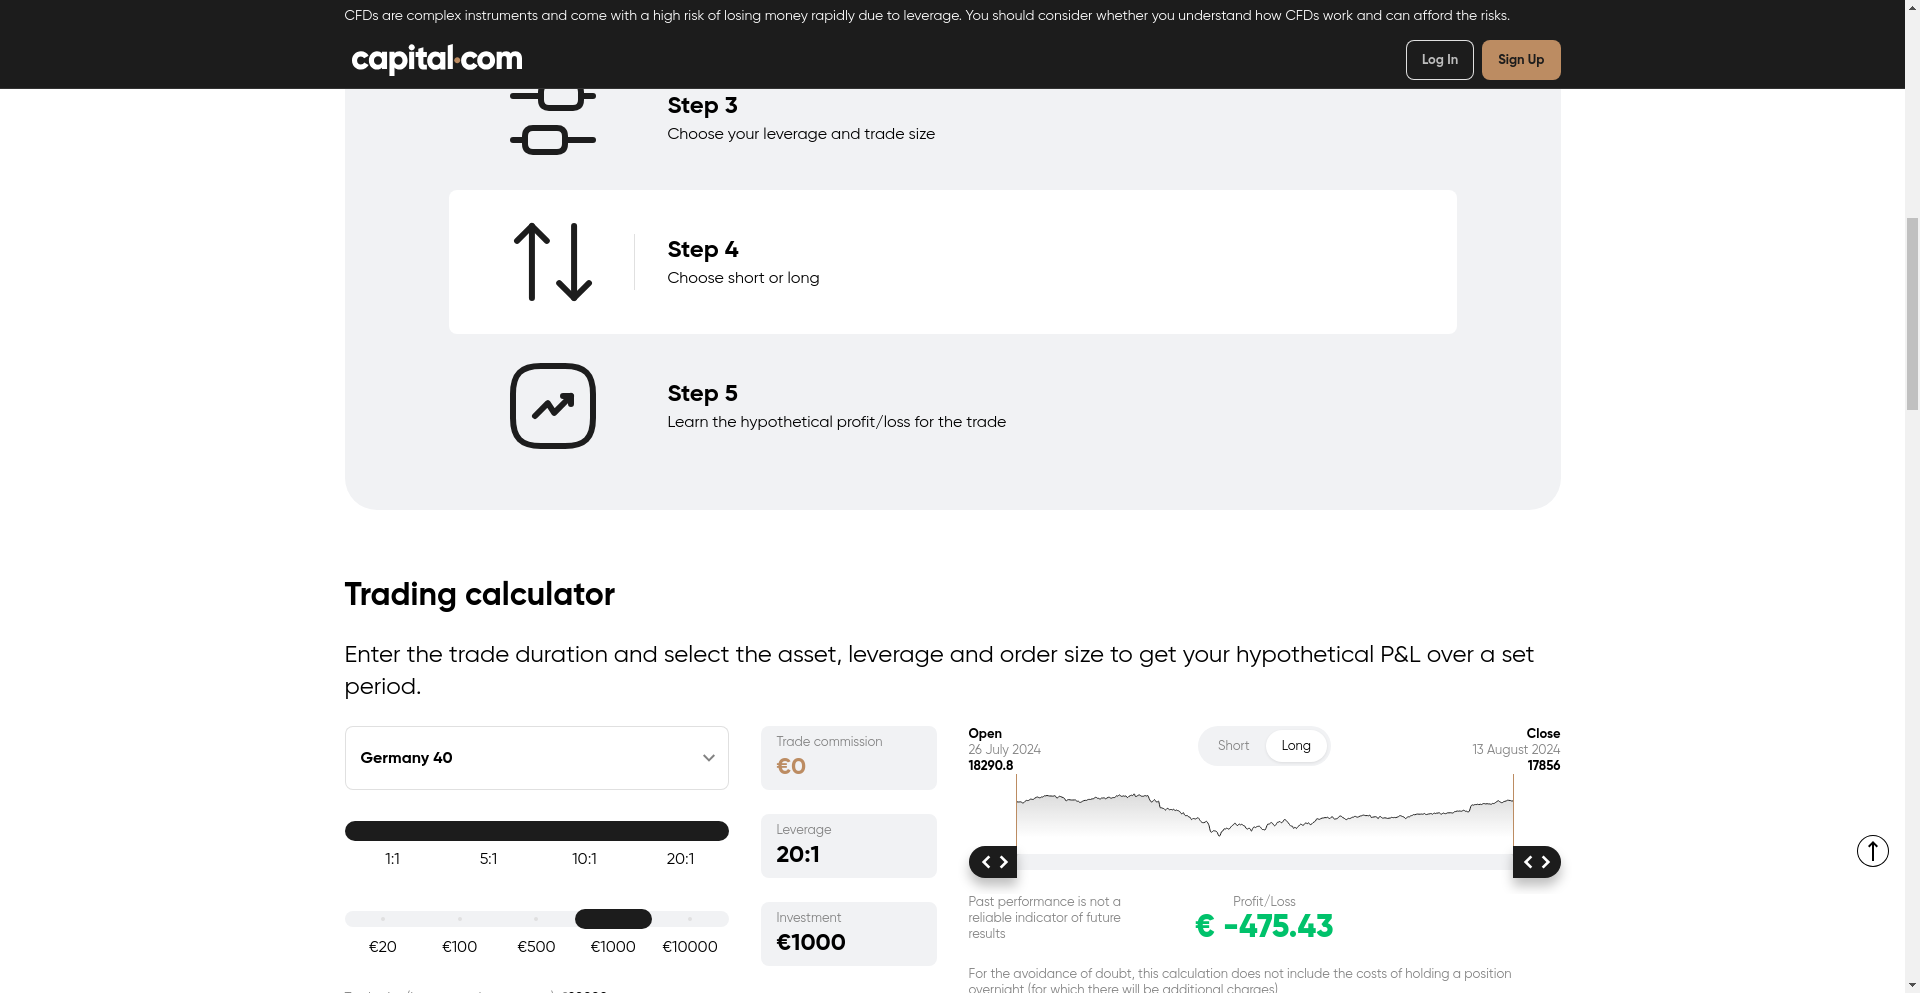 CFDs are complex instruments and come with a high risk of losing money rapidly due to leverage. You should consider whether you understand how CFDs work and can afford the risks.
capital.com
Log In
Sign Up
Step 3
Choose your leverage and trade size
Step 4
Choose short or long
Step 5
Learn the hypothetical profit/loss for the trade
Trading calculator
Enter the trade duration and select the asset, leverage and order size to get your hypothetical P&L over a set
period.
Germany 40
1:1
5:1
10:1
20:1
€20
€100
€500
€1000
€10000
Trade commission
€0
Leverage
20:1
Investment
€1000
Open
26 July 2024
18290.8
Short
Long
Close
13 August 2024
17856
Past performance is not a
reliable indicator of future
results
Profit/Loss
€ -475.43
For the avoidance of doubt, this calculation does not include the costs of holding a position
overnight (for which there will be additional charges)